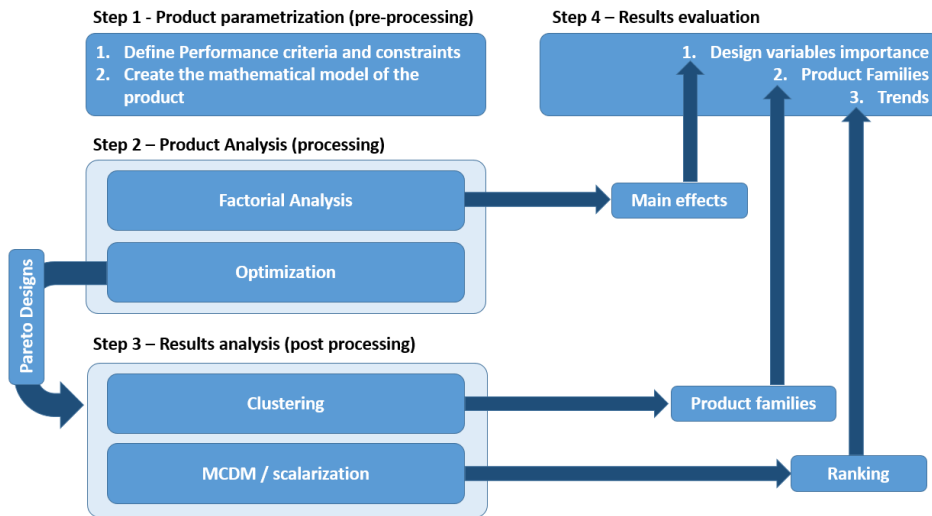 Step 1 - Product parametrization (pre-processing)
1. Define Performance criteria and constraints
2. Create the mathematical model of the
product
Step 4 – Results evaluation
1. Design variables importance
2. Product Families
3. Trends
Step 2 – Product Analysis (processing)
Factorial Analysis
Main effects
Optimization
Pareto Designs
Step 3 – Results analysis (post processing)
Clustering
Product families
MCDM / scalarization
Ranking